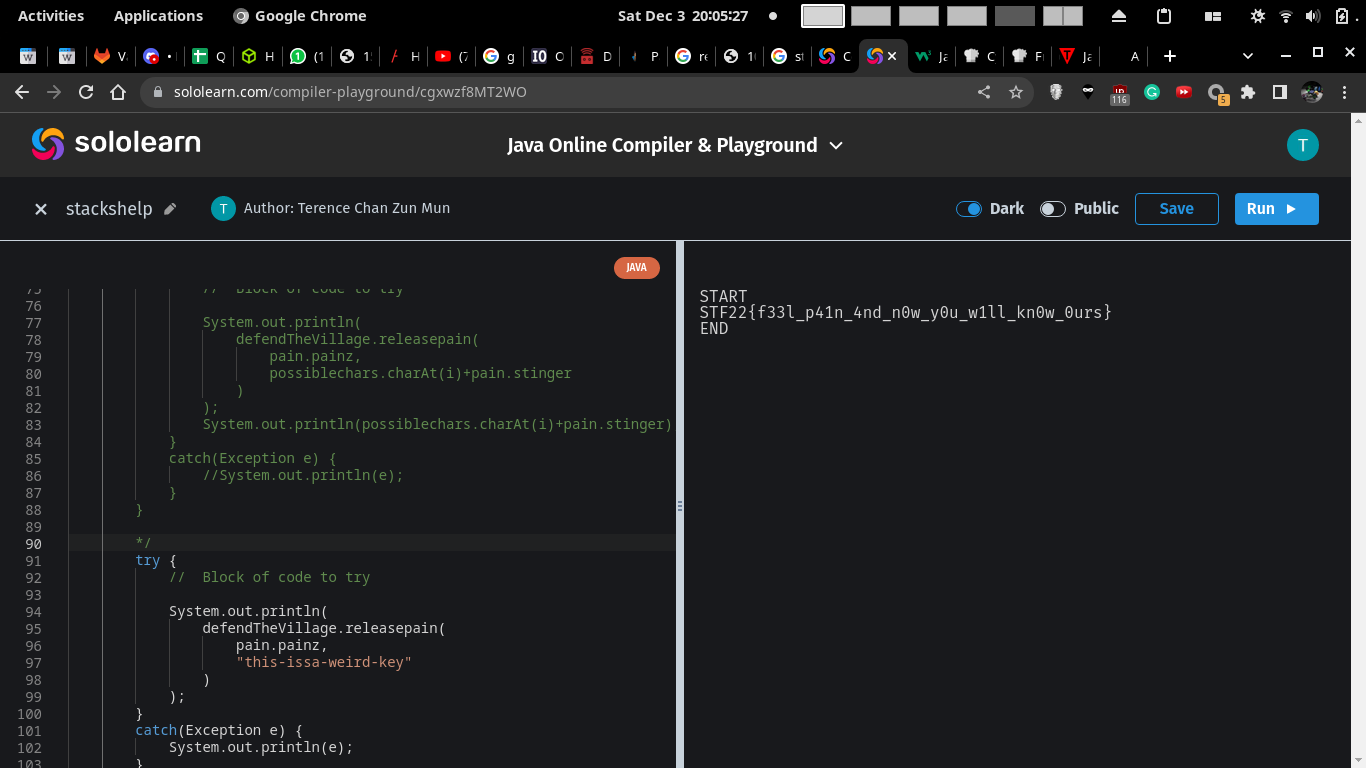 Activities Applications Google Chrome Sat Dec 3 20:05:27
V. • Q H (1 1! H (7 g IO C D P re 1( st C Ja C F Ja A
sololearn.com/compiler-playground/cgxwzf8MT2WO 116 5
sololearn Java Online Compiler & Playground T
stackshelp T Author: Terence Chan Zun Mun Dark Public Save Run
JAVA
75 // Block of code to try
76
77 System.out.println(
78 defendTheVillage.releasepain(
79 pain.painz,
80 possiblechars.charAt(i)+pain.stinger
81 )
82 );
83 System.out.println(possiblechars.charAt(i)+pain.stinger)
84 }
85 catch(Exception e) {
86 //System.out.println(e);
87 }
88 }
89
90 */
91 try {
92 // Block of code to try
93
94 System.out.println(
95 defendTheVillage.releasepain(
96 pain.painz,
97 "this-issa-weird-key"
98 )
99 );
100 }
101 catch(Exception e) {
102 System.out.println(e);
103 }
START
STF22{f33l_p41n_4nd_n0w_y0u_w1ll_kn0w_0urs}
END